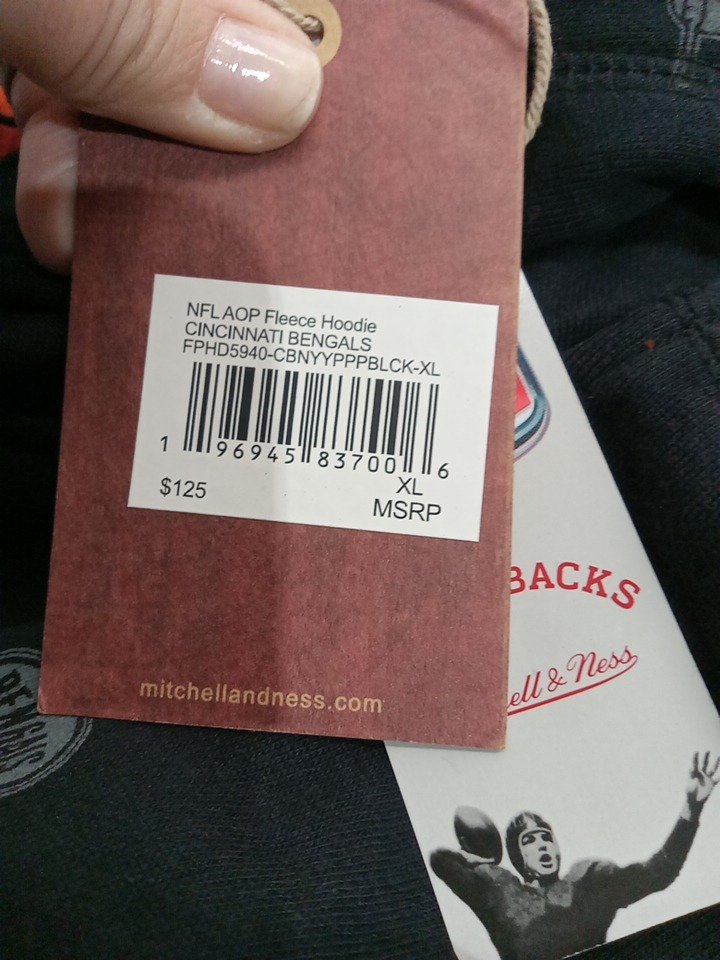 NFL AOP Fleece Hoodie
CINCINNATI BENGALS
FPHD5940-CBNYYPPPBLCK-XL
1 96945 83700 6
$125
XL
MSRP
mitchellandness.com
BACKS
ell & Ness